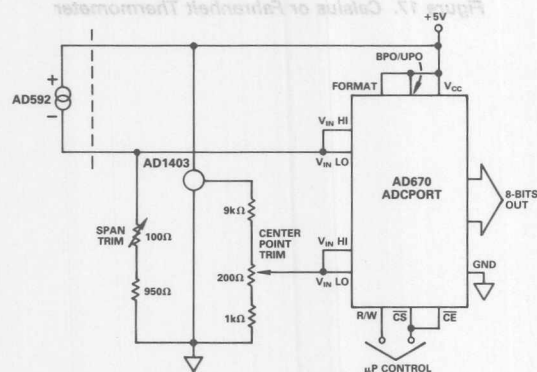 Figure 17. Celsius or Fahrenheit Thermometer
+5V
BPO/UPO
FORMAT
VCC
+
AD592
−
VIN HI
VIN LO
AD1403
AD670
ADCPORT
8-BITS
OUT
9kΩ
SPAN
TRIM
100Ω
CENTER
POINT
TRIM
VIN HI
200Ω
VIN LO
GND
950Ω
1kΩ
R/W
CS
CE
μP CONTROL